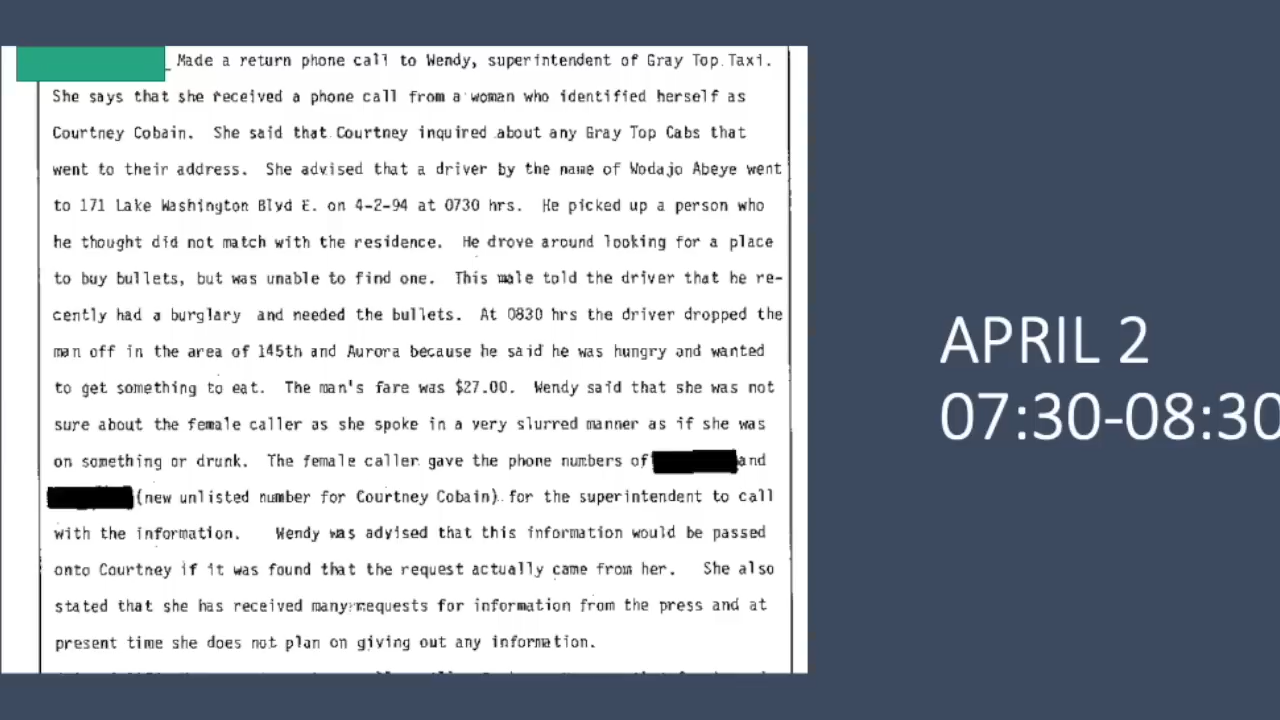 Made a return phone call to Wendy, superintendent of Gray Top Taxi.
She says that she received a phone call from a woman who identified herself as
Courtney Cobain. She said that Courtney inquired about any Gray Top Cabs that
went to their address. She advised that a driver by the name of Wodajo Abeye went
to 171 Lake Washington Blvd E. on 4-2-94 at 0730 hrs. He picked up a person who
he thought did not match with the residence. He drove around looking for a place
to buy bullets, but was unable to find one. This male told the driver that he re-
cently had a burglary and needed the bullets. At 0830 hrs the driver dropped the
man off in the area of 145th and Aurora because he said he was hungry and wanted
to get something to eat. The man's fare was $27.00. Wendy said that she was not
sure about the female caller as she spoke in a very slurred manner as if she was
on something or drunk. The female caller gave the phone numbers of and
(new unlisted number for Courtney Cobain) for the superintendent to call
with the information. Wendy was advised that this information would be passed
onto Courtney if it was found that the request actually came from her. She also
stated that she has received many requests for information from the press and at
present time she does not plan on giving out any information.
APRIL 2
07:30-08:30